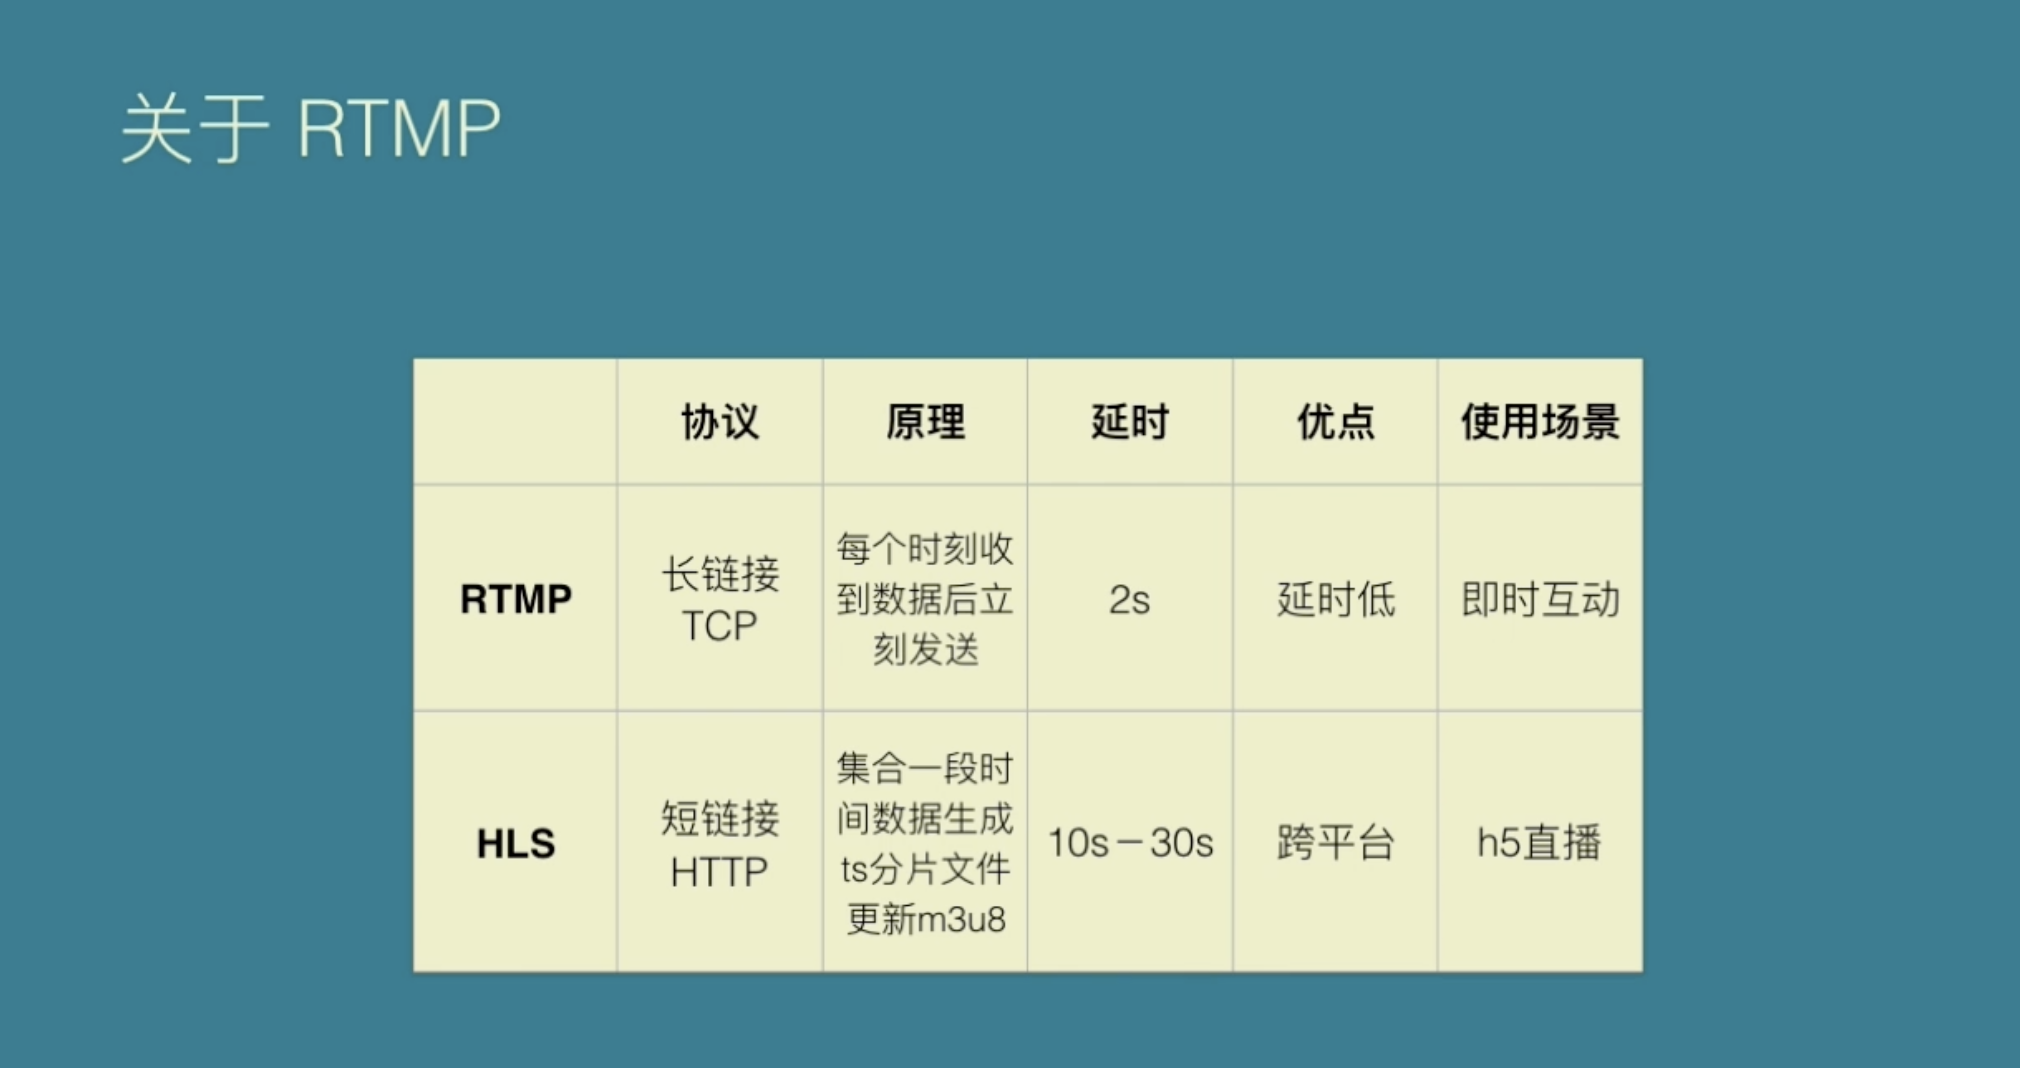 关于 RTMP
协议 原理 延时 优点 使用场景
RTMP 长链接 TCP 每个时刻收到数据后立刻发送 2s 延时低 即时互动
HLS 短链接 HTTP 集合一段时间数据生成ts分片文件更新m3u8 10s－30s 跨平台 h5直播